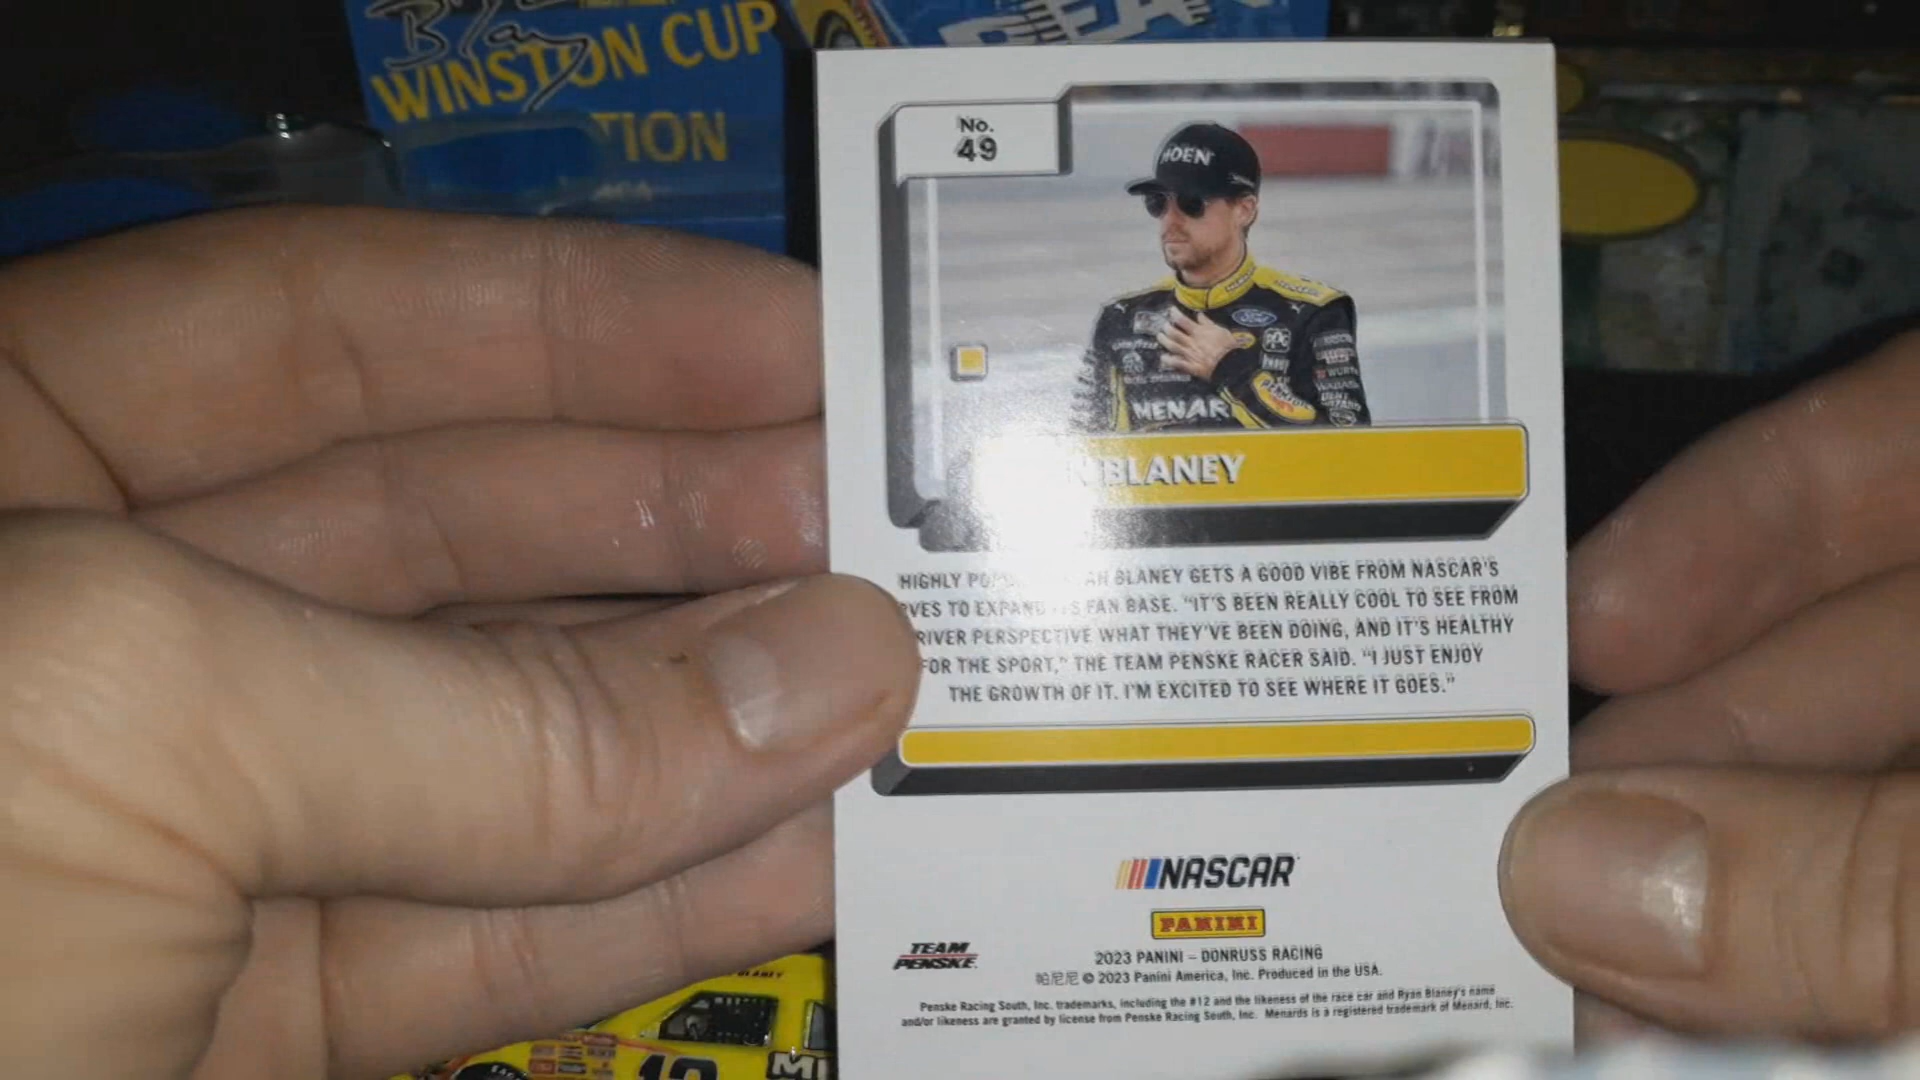 WINSTON CUP
TION
No.
49
MOEN
Ford
PPG
MENAR
BLANEY
HIGHLY AN BLANEY GETS A GOOD VIBE FROM NASCAR'S
VES TO EXPAND FAN BASE. “IT'S BEEN REALLY COOL TO SEE FROM
RIVER PERSPECTIVE WHAT THEY'VE BEEN DOING, AND IT'S HEALTHY
FOR THE SPORT,” THE TEAM PENSKE RACER SAID. “I JUST ENJOY
THE GROWTH OF IT. I'M EXCITED TO SEE WHERE IT GOES.”
NASCAR
PANINI
TEAM
PENSKE
2023 PANINI – DONRUSS RACING
帕尼尼 © 2023 Panini America, Inc. Produced in the USA.
Penske Racing South, Inc. trademarks, including the #12 and the likeness of the race car and Ryan Blaney's name
and/or likeness are granted by license from Penske Racing South, Inc. Menards is a registered trademark of Menard, Inc.
12